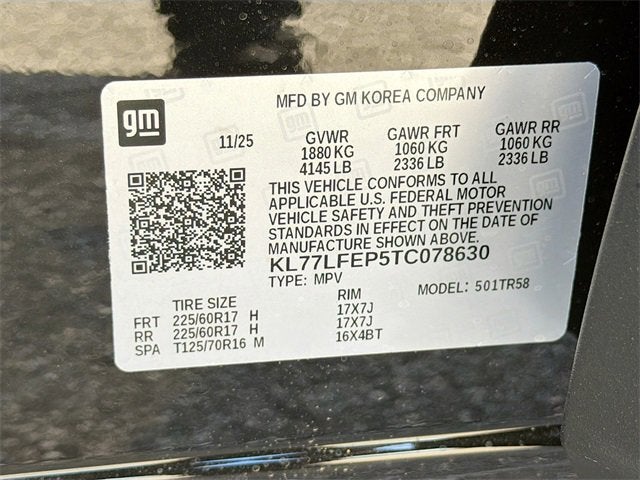 gm
MFD BY GM KOREA COMPANY
11/25 GVWR GAWR FRT GAWR RR
1880 KG 1060 KG 1060 KG
4145 LB 2336 LB 2336 LB
THIS VEHICLE CONFORMS TO ALL
APPLICABLE U.S. FEDERAL MOTOR
VEHICLE SAFETY AND THEFT PREVENTION
STANDARDS IN EFFECT ON THE DATE OF
MANUFACTURE SHOWN ABOVE.
KL77LFEP5TC078630
TYPE: MPV MODEL: 501TR58
TIRE SIZE RIM
FRT 225/60R17 H 17X7J
RR 225/60R17 H 17X7J
SPA T125/70R16 M 16X4BT